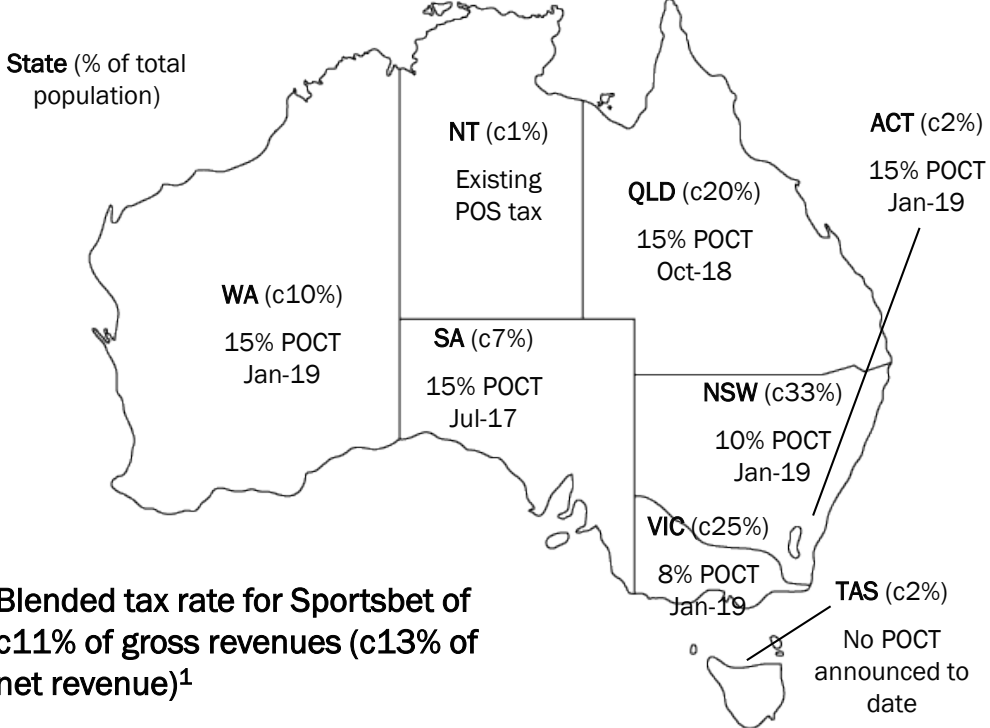 State (% of total
population)
NT (c1%)
Existing
POS tax
ACT (c2%)
15% POCT
Jan-19
QLD (c20%)
15% POCT
Oct-18
WA (c10%)
15% POCT
Jan-19
SA (c7%)
15% POCT
Jul-17
NSW (c33%)
10% POCT
Jan-19
VIC (c25%)
8% POCT
Jan-19
TAS (c2%)
No POCT
announced to
date
Blended tax rate for Sportsbet of
c11% of gross revenues (c13% of
net revenue)¹